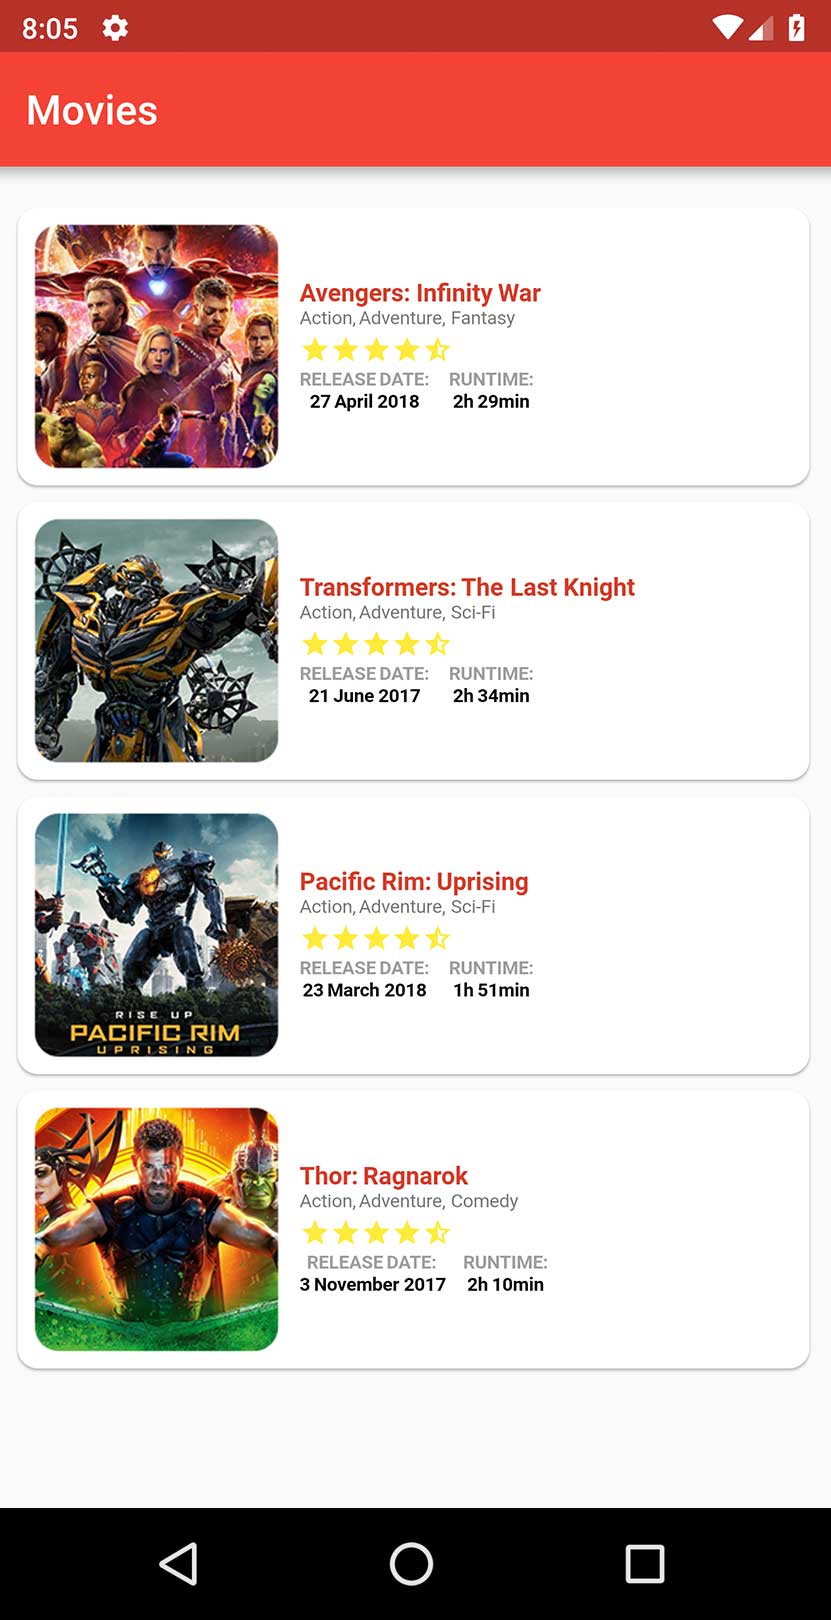 8:05
Movies
Avengers: Infinity War
Action, Adventure, Fantasy
RELEASE DATE: RUNTIME:
27 April 2018 2h 29min
Transformers: The Last Knight
Action, Adventure, Sci-Fi
RELEASE DATE: RUNTIME:
21 June 2017 2h 34min
RISE UP
PACIFIC RIM
UPRISING
Pacific Rim: Uprising
Action, Adventure, Sci-Fi
RELEASE DATE: RUNTIME:
23 March 2018 1h 51min
Thor: Ragnarok
Action, Adventure, Comedy
RELEASE DATE: RUNTIME:
3 November 2017 2h 10min